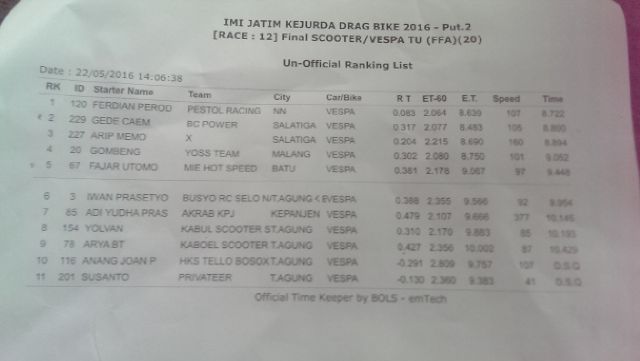 IMI JATIM KEJURDA DRAG BIKE 2016 - Put.2
[RACE : 12] Final SCOOTER/VESPA TU (FFA)(20)
Un-Official Ranking List
Date : 22/05/2016 14:06:38
RK ID Starter Name Team City Car/Bike R T ET-60 E.T. Speed Time
1 120 FERDIAN PEROD PESTOL RACING NN VESPA 0.083 2.064 8.639 107 8.722
2 229 GEDE CAEM BC POWER SALATIGA VESPA 0.317 2.077 8.483 105 8.800
3 227 ARIP MEMO X SALATIGA VESPA 0.204 2.215 8.690 160 8.894
4 20 GOMBENG YOSS TEAM MALANG VESPA 0.302 2.080 8.750 101 9.052
5 67 FAJAR UTOMO MIE HOT SPEED BATU VESPA 0.381 2.178 9.067 97 9.448
6 3 IWAN PRASETYO BUSYO RC SELO N/T.AGUNG VESPA 0.388 2.355 9.566 92 9.954
7 85 ADI YUDHA PRAS AKRAB KPJ KEPANJEN VESPA 0.479 2.107 9.666 377 10.145
8 154 YOLVAN KABUL SCOOTER ST.AGUNG VESPA 0.310 2.170 9.883 85 10.193
9 78 ARYA BT KABOEL SCOOTER T.AGUNG VESPA 0.427 2.356 10.002 87 10.429
10 116 ANANG JOAN P HKS TELLO BOSOX T.AGUNG VESPA -0.291 2.809 9.757 107 D.S.Q
11 201 SUSANTO PRIVATEER T.AGUNG VESPA -0.130 2.360 9.383 41 D.S.Q
Official Time Keeper by BOLS - emTech